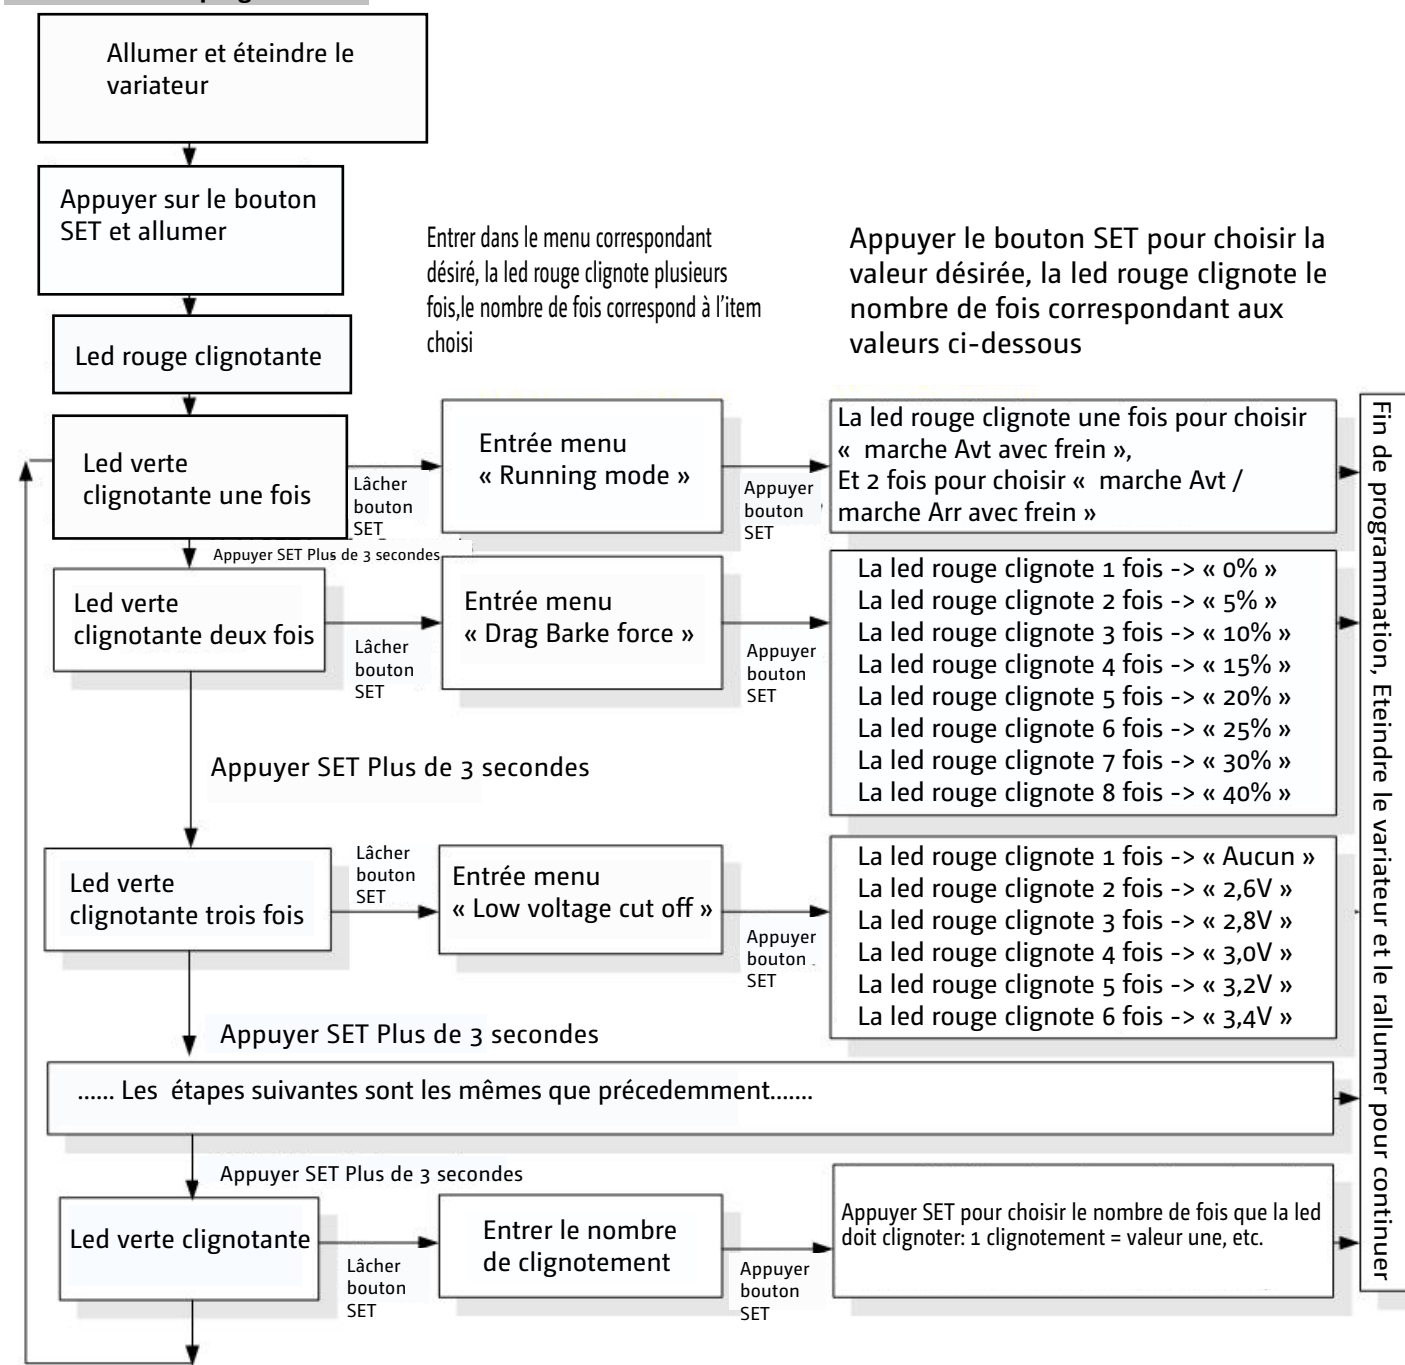 Allumer et éteindre le
variateur
Appuyer sur le bouton
SET et allumer
Led rouge clignotante
Entrer dans le menu correspondant
désiré, la led rouge clignote plusieurs
fois,le nombre de fois correspond à l'item
choisi
Appuyer le bouton SET pour choisir la
valeur désirée, la led rouge clignote le
nombre de fois correspondant aux
valeurs ci-dessous
Led verte
clignotante une fois
Lâcher
bouton
SET
Entrée menu
« Running mode »
Appuyer
bouton
SET
La led rouge clignote une fois pour choisir
« marche Avt avec frein »,
Et 2 fois pour choisir « marche Avt /
marche Arr avec frein »
Appuyer SET Plus de 3 secondes
Led verte
clignotante deux fois
Lâcher
bouton
SET
Entrée menu
« Drag Barke force »
Appuyer
bouton
SET
La led rouge clignote 1 fois -> « 0% »
La led rouge clignote 2 fois -> « 5% »
La led rouge clignote 3 fois -> « 10% »
La led rouge clignote 4 fois -> « 15% »
La led rouge clignote 5 fois -> « 20% »
La led rouge clignote 6 fois -> « 25% »
La led rouge clignote 7 fois -> « 30% »
La led rouge clignote 8 fois -> « 40% »
Appuyer SET Plus de 3 secondes
Led verte
clignotante trois fois
Lâcher
bouton
SET
Entrée menu
« Low voltage cut off »
Appuyer
bouton
SET
La led rouge clignote 1 fois -> « Aucun »
La led rouge clignote 2 fois -> « 2,6V »
La led rouge clignote 3 fois -> « 2,8V »
La led rouge clignote 4 fois -> « 3,0V »
La led rouge clignote 5 fois -> « 3,2V »
La led rouge clignote 6 fois -> « 3,4V »
Appuyer SET Plus de 3 secondes
...... Les étapes suivantes sont les mêmes que précedemment.......
Appuyer SET Plus de 3 secondes
Led verte clignotante
Lâcher
bouton
SET
Entrer le nombre
de clignotement
Appuyer
bouton
SET
Appuyer SET pour choisir le nombre de fois que la led
doit clignoter: 1 clignotement = valeur une, etc.
Fin de programmation, Eteindre le variateur et le rallumer pour continuer